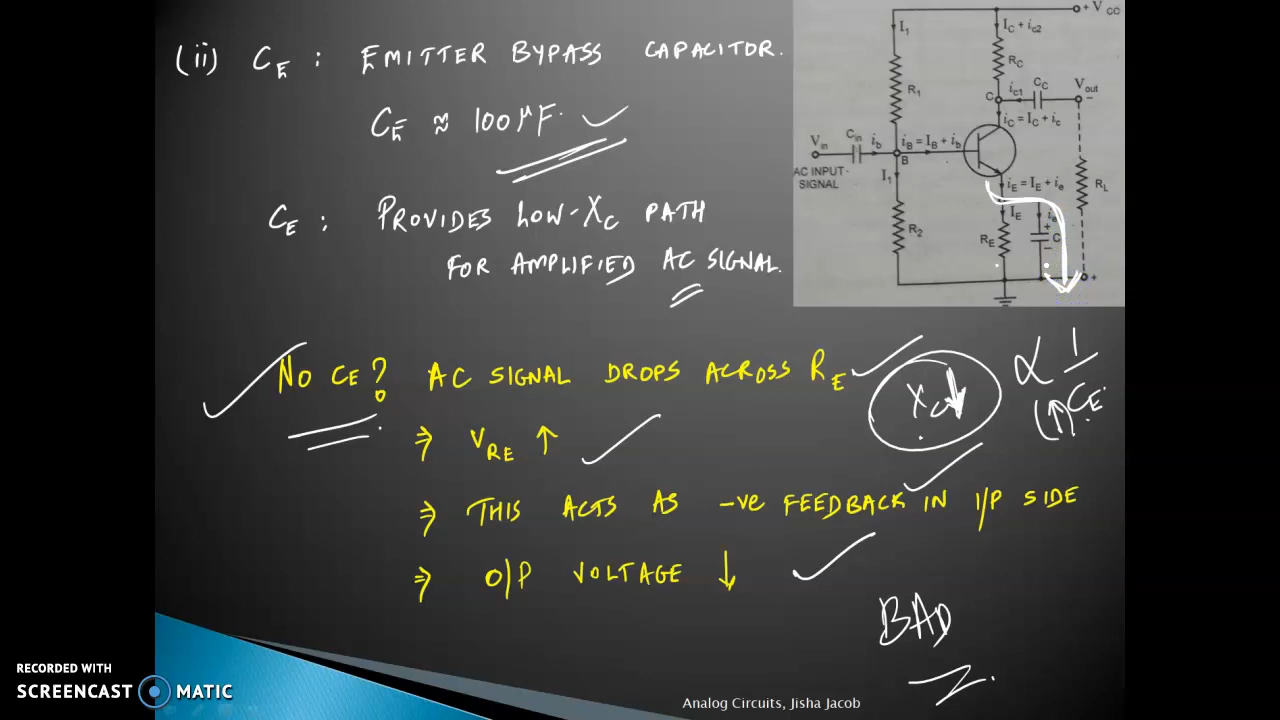 (ii) CE : EMITTER BYPASS CAPACITOR.
CE ≈ 100 μF.
CE : PROVIDES LOW-XC PATH
FOR AMPLIFIED AC SIGNAL.
NO CE? AC SIGNAL DROPS ACROSS RE
⇒ VRE ↑
⇒ THIS ACTS AS -ve FEEDBACK IN I/P SIDE
⇒ O/P VOLTAGE ↓
XC ↓ ∝ 1
(↑) CE.
BAD
+ VCC
I1
IC + ic2
RC
R1
C
ic1
CC
Vout
−
iC = IC + ic
Vin
Cin
ib
iB = IB + ib
B
AC INPUT
SIGNAL
I1
iE = IE + ie
RL
IE
ie
+
R2
RE
C
−
+
RECORDED WITH
SCREENCAST MATIC
Analog Circuits, Jisha Jacob